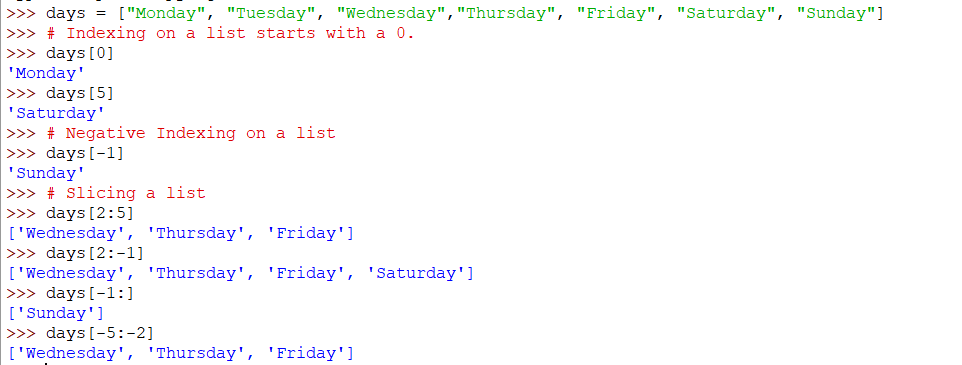 >>> days = ["Monday", "Tuesday", "Wednesday","Thursday", "Friday", "Saturday", "Sunday"]
>>> # Indexing on a list starts with a 0.
>>> days[0]
'Monday'
>>> days[5]
'Saturday'
>>> # Negative Indexing on a list
>>> days[-1]
'Sunday'
>>> # Slicing a list
>>> days[2:5]
['Wednesday', 'Thursday', 'Friday']
>>> days[2:-1]
['Wednesday', 'Thursday', 'Friday', 'Saturday']
>>> days[-1:]
['Sunday']
>>> days[-5:-2]
['Wednesday', 'Thursday', 'Friday']